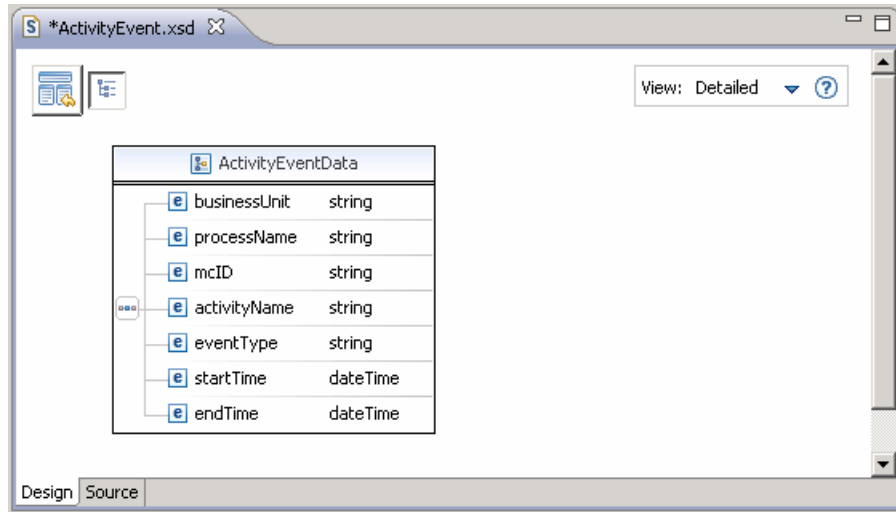 S *ActivityEvent.xsd
View: Detailed ?
ActivityEventData
e businessUnit string
e processName string
e mcID string
e activityName string
e eventType string
e startTime dateTime
e endTime dateTime
Design Source